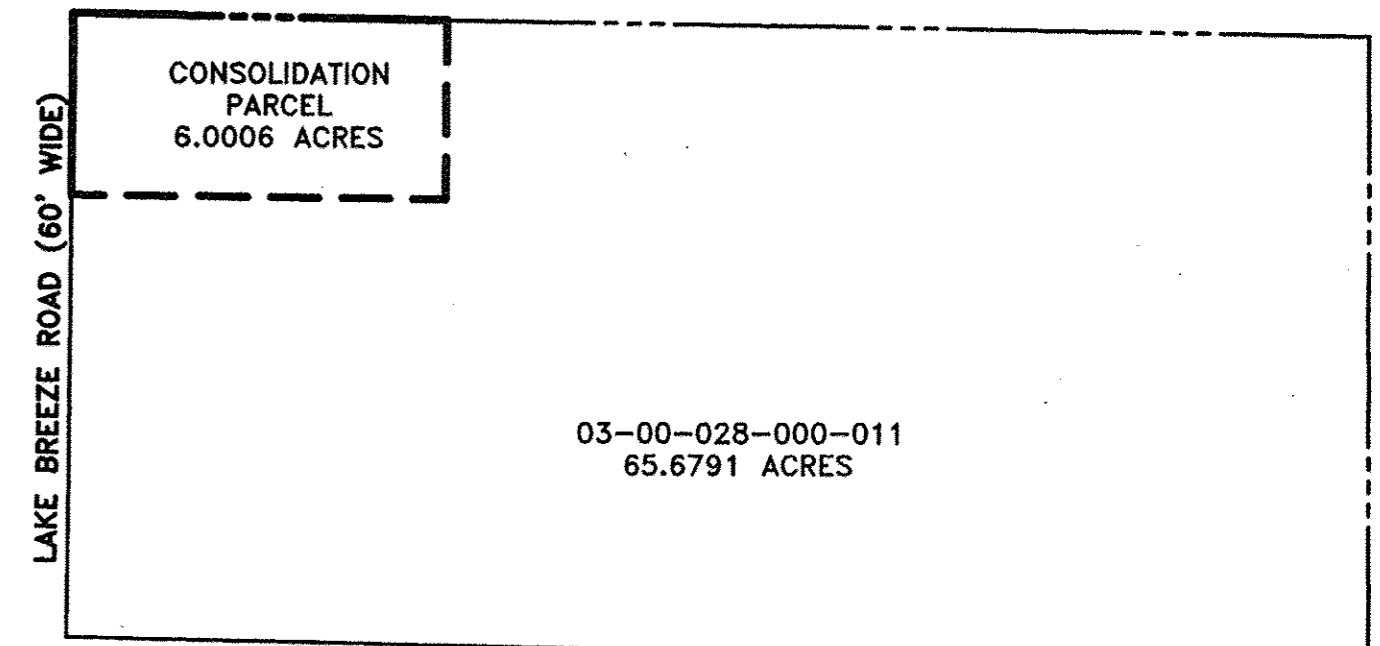 CONSOLIDATION
PARCEL
6.0006 ACRES
LAKE BREEZE ROAD (60' WIDE)
03-00-028-000-011
65.6791 ACRES